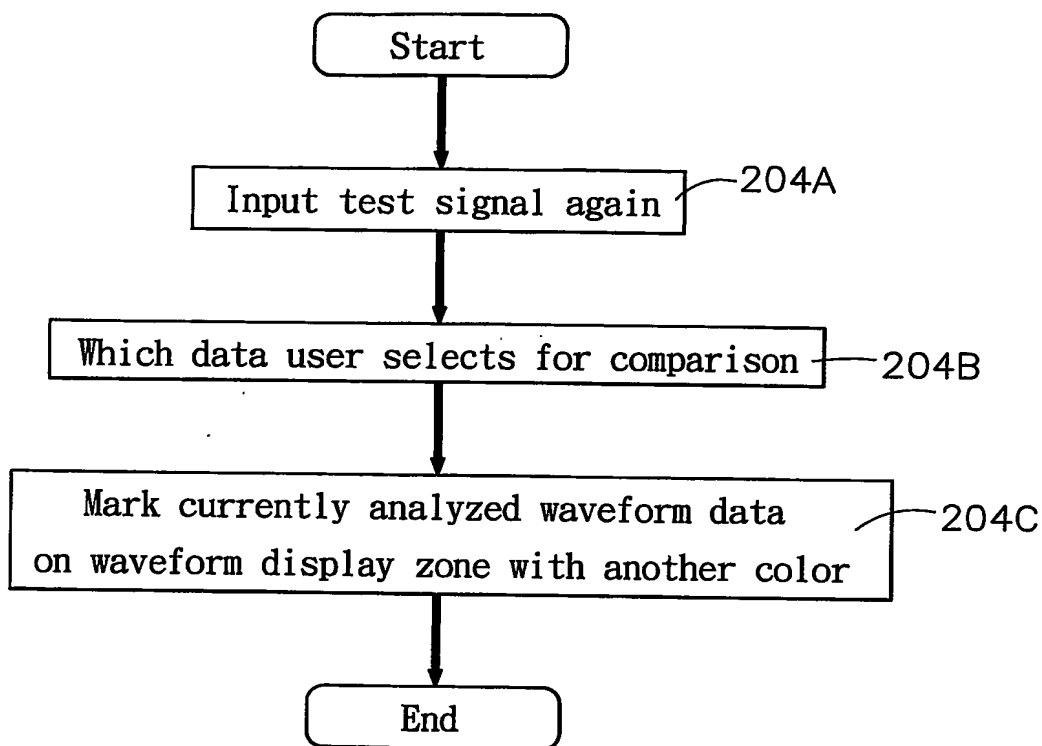 Start
Input test signal again
204A
Which data user selects for comparison
204B
Mark currently analyzed waveform data
on waveform display zone with another color
204C
End